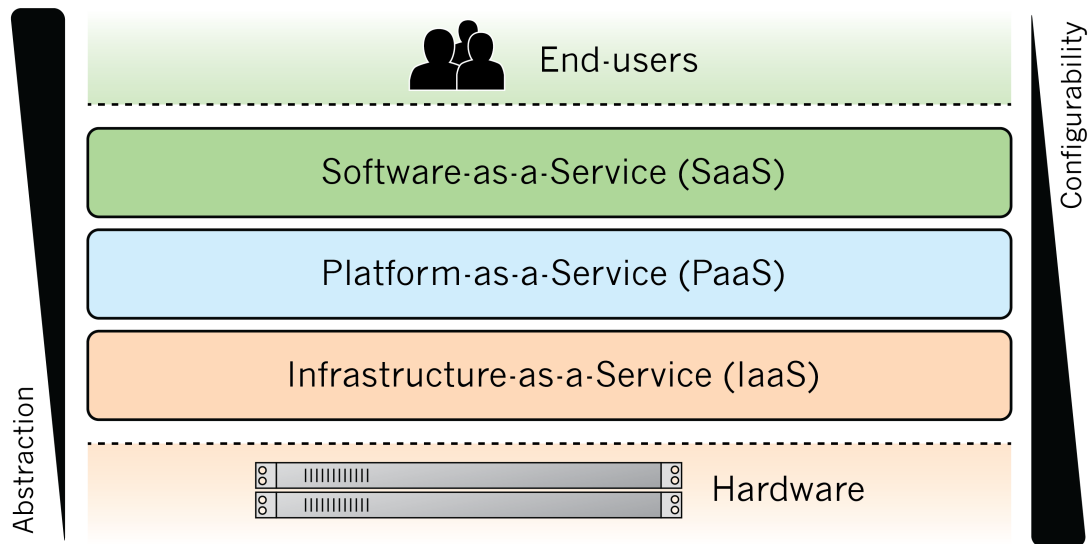 End-users
Software-as-a-Service (SaaS)
Platform-as-a-Service (PaaS)
Infrastructure-as-a-Service (IaaS)
Hardware
Abstraction
Configurability